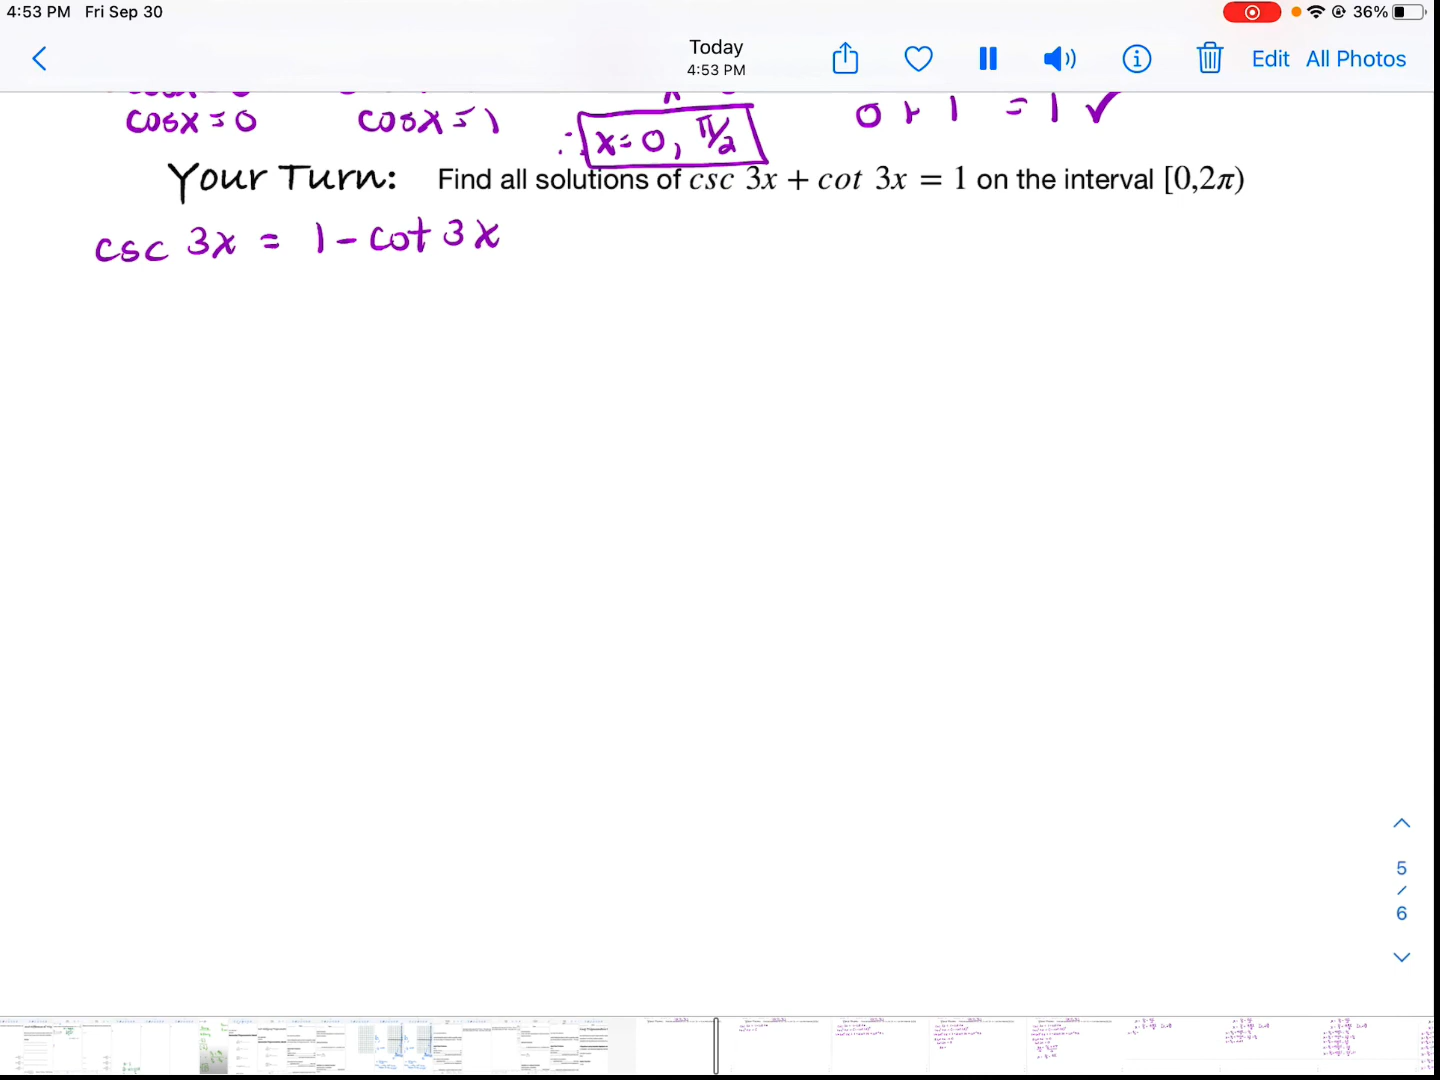 4:53 PM Fri Sep 30
36%
Today
4:53 PM
Edit All Photos
cosx = 0 cosx = 1 ∴ x = 0, π/2 0 + 1 = 1 ✓
Your Turn: Find all solutions of csc 3x + cot 3x = 1 on the interval [0,2π)
csc 3x = 1 - cot 3x
5
/
6